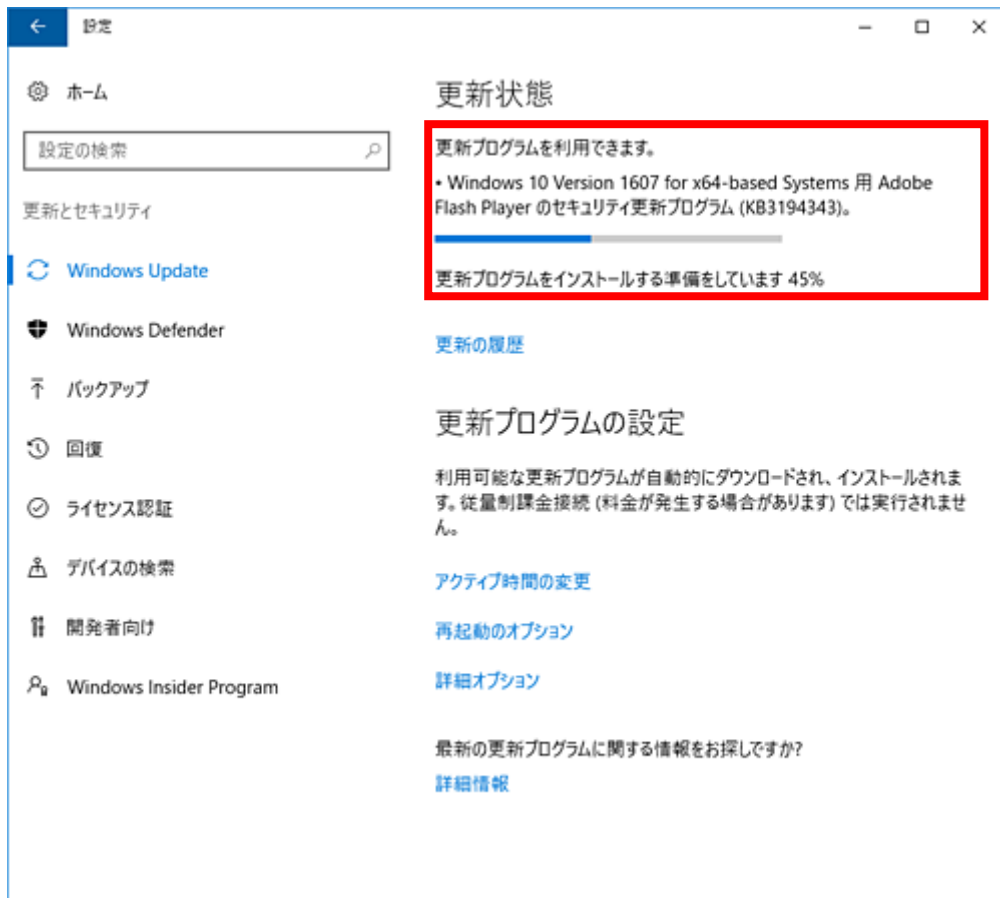 設定
ホーム
設定の検索
更新とセキュリティ
Windows Update
Windows Defender
バックアップ
回復
ライセンス認証
デバイスの検索
開発者向け
Windows Insider Program
更新状態
更新プログラムを利用できます。
• Windows 10 Version 1607 for x64-based Systems 用 Adobe
Flash Player のセキュリティ更新プログラム (KB3194343)。
更新プログラムをインストールする準備をしています 45%
更新の履歴
更新プログラムの設定
利用可能な更新プログラムが自動的にダウンロードされ、インストールされま
す。従量制課金接続 (料金が発生する場合があります) では実行されませ
ん。
アクティブ時間の変更
再起動のオプション
詳細オプション
最新の更新プログラムに関する情報をお探しですか?
詳細情報